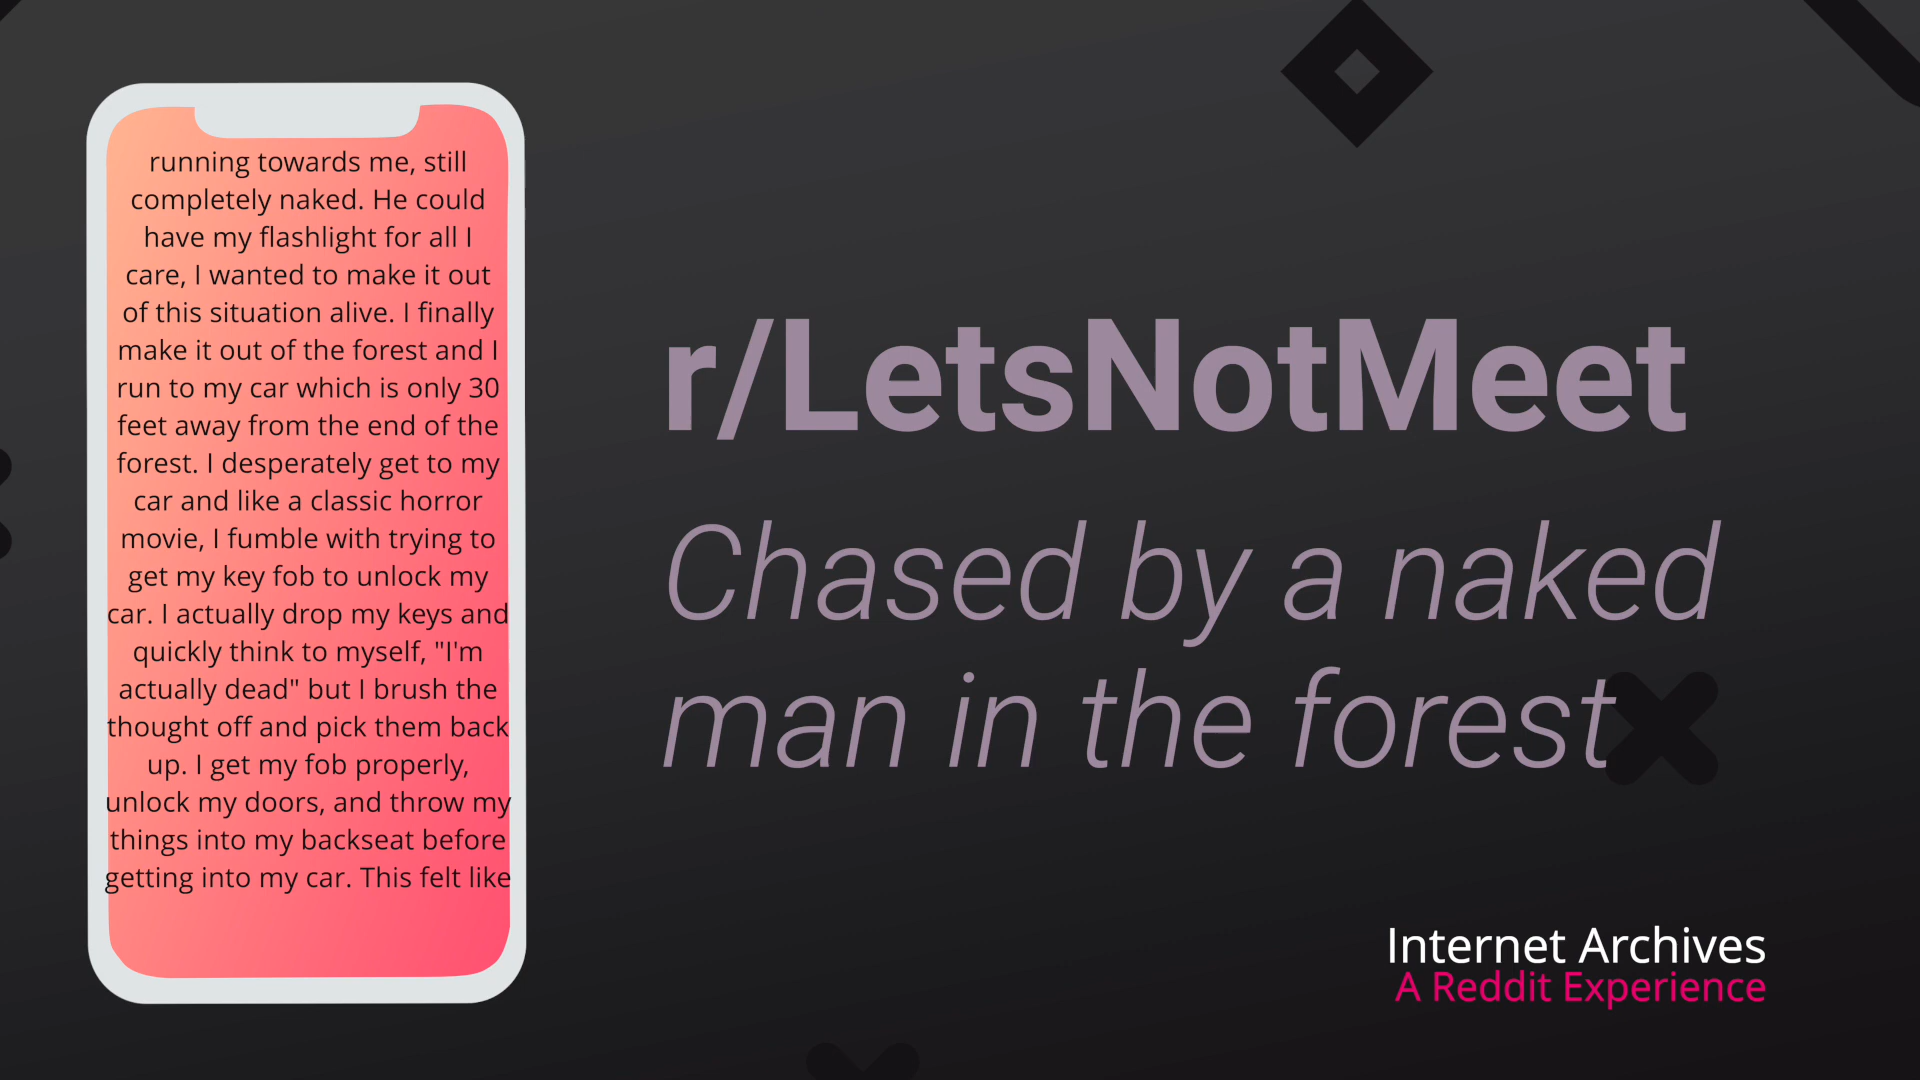 running towards me, still
completely naked. He could
have my flashlight for all I
care, I wanted to make it out
of this situation alive. I finally
make it out of the forest and I
run to my car which is only 30
feet away from the end of the
forest. I desperately get to my
car and like a classic horror
movie, I fumble with trying to
get my key fob to unlock my
car. I actually drop my keys and
quickly think to myself, "I'm
actually dead" but I brush the
thought off and pick them back
up. I get my fob properly,
unlock my doors, and throw my
things into my backseat before
getting into my car. This felt like
r/LetsNotMeet
Chased by a naked
man in the forest
Internet Archives
A Reddit Experience